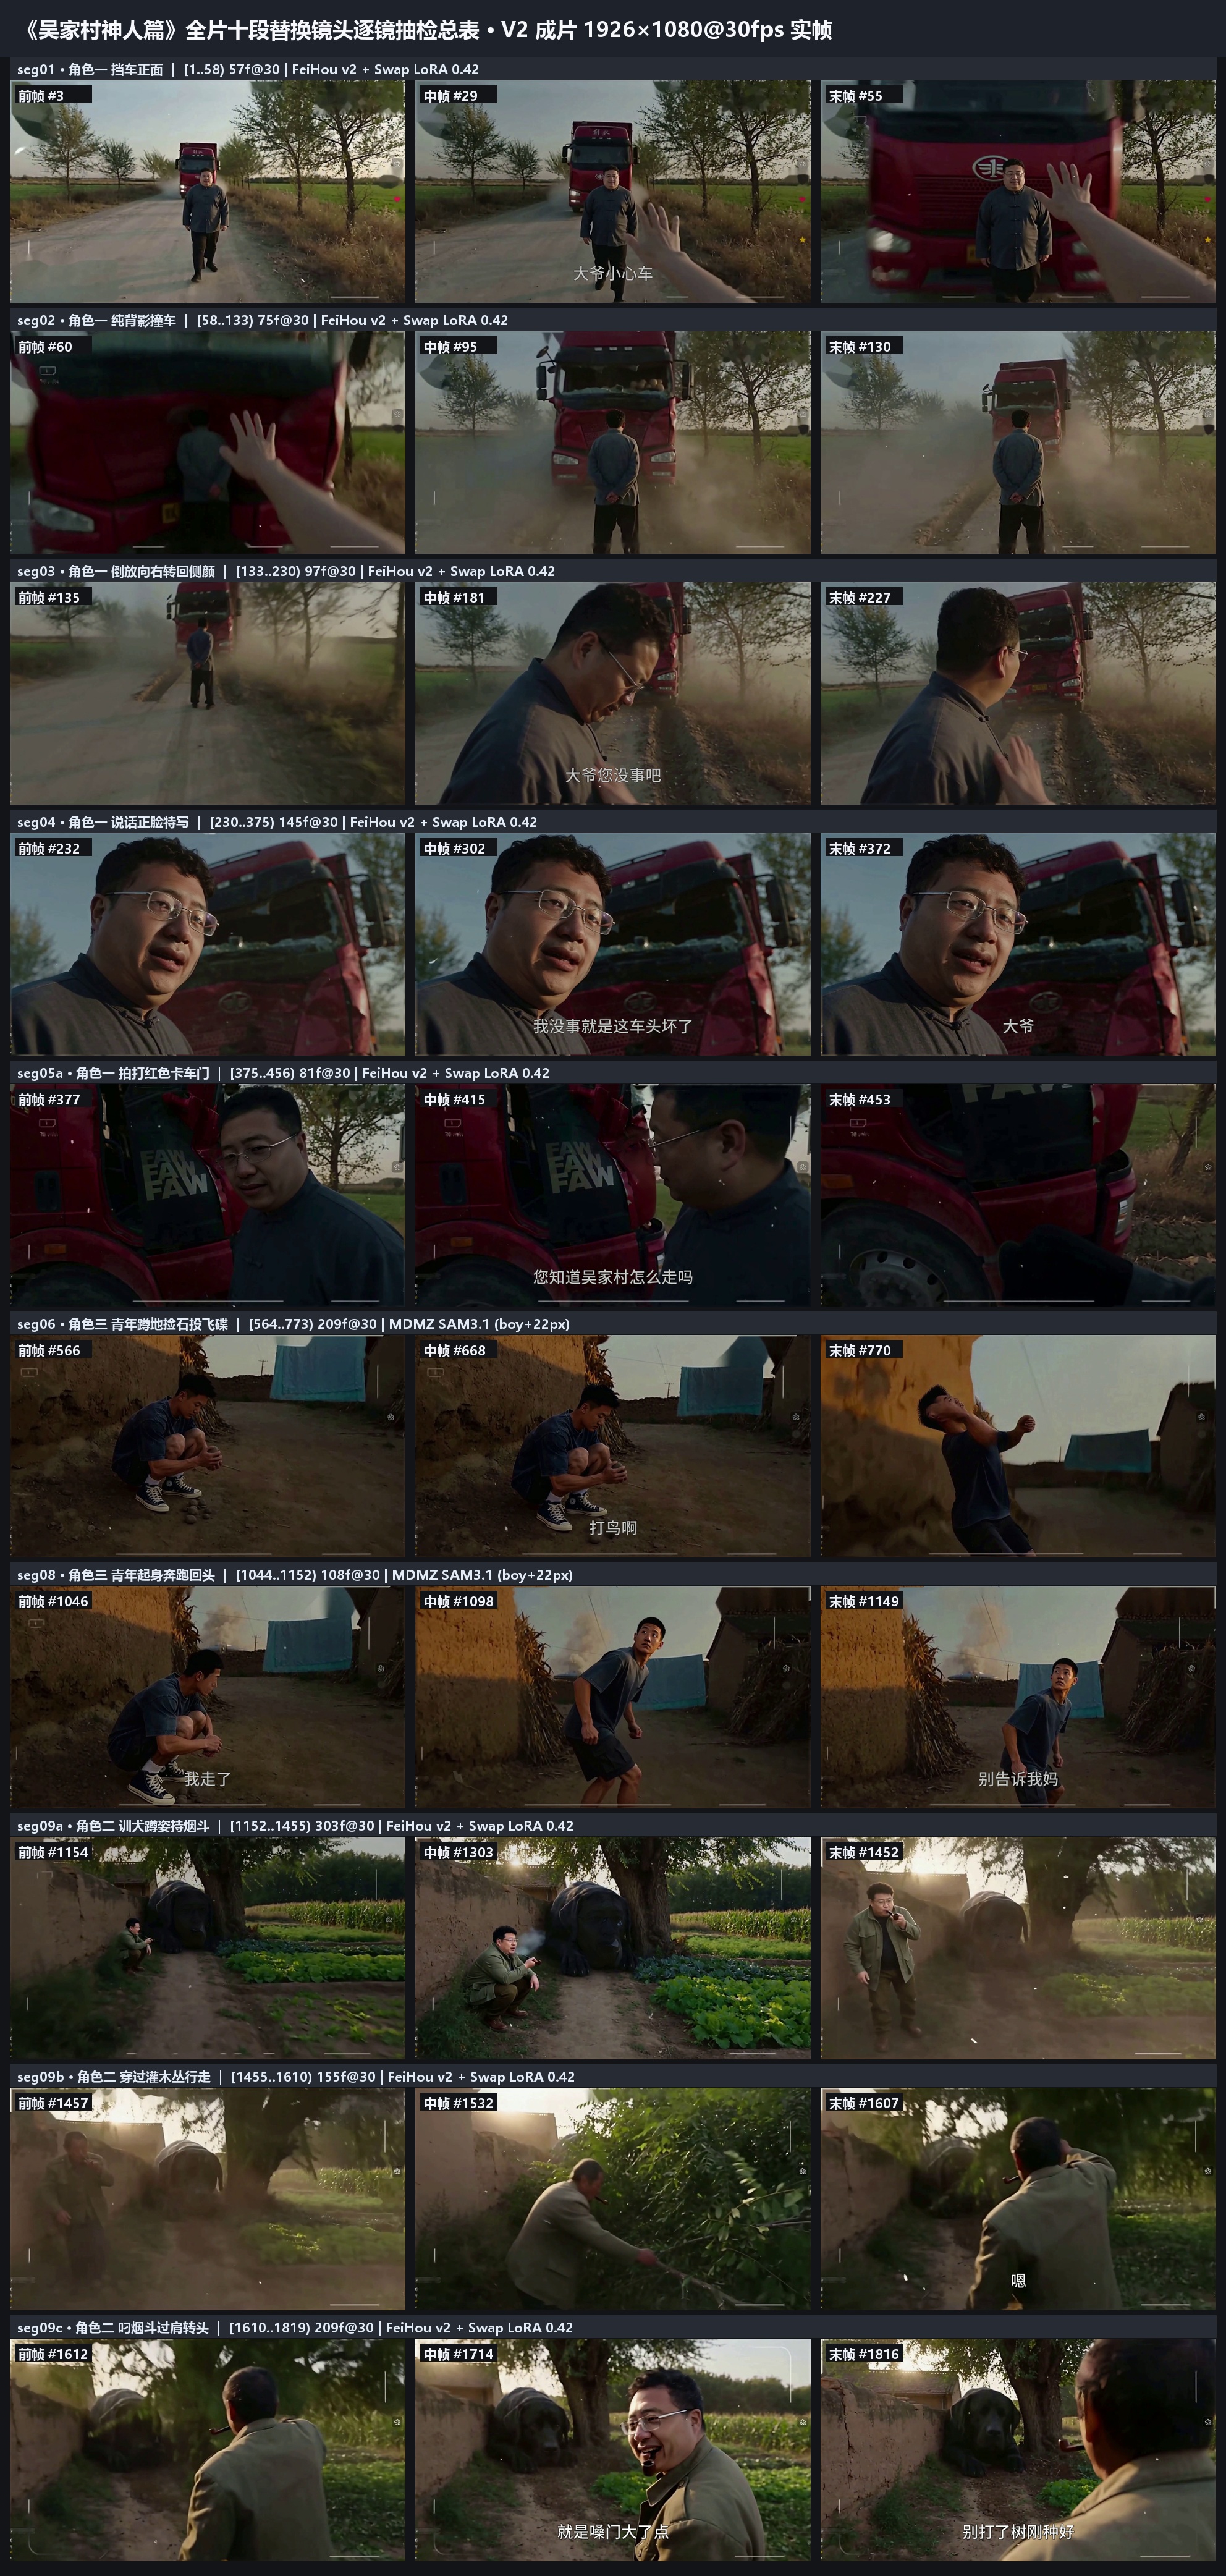 《吴家村神人篇》全片十段替换镜头逐镜抽检总表 • V2 成片 1926×1080@30fps 实帧
seg01 • 角色一 挡车正面 ｜ [1..58) 57f@30 | FeiHou v2 + Swap LoRA 0.42
前帧 #3
中帧 #29
大爷小心车
末帧 #55
seg02 • 角色一 纯背影撞车 ｜ [58..133) 75f@30 | FeiHou v2 + Swap LoRA 0.42
前帧 #60
中帧 #95
末帧 #130
seg03 • 角色一 倒放向右转回侧颜 ｜ [133..230) 97f@30 | FeiHou v2 + Swap LoRA 0.42
前帧 #135
中帧 #181
大爷您没事吧
末帧 #227
seg04 • 角色一 说话正脸特写 ｜ [230..375) 145f@30 | FeiHou v2 + Swap LoRA 0.42
前帧 #232
中帧 #302
我没事就是这车头坏了
末帧 #372
大爷
seg05a • 角色一 拍打红色卡车门 ｜ [375..456) 81f@30 | FeiHou v2 + Swap LoRA 0.42
前帧 #377
FAW
FAW
FAW
中帧 #415
FAW
FAW
FAW
您知道吴家村怎么走吗
末帧 #453
FAW
seg06 • 角色三 青年蹲地捡石投飞碟 ｜ [564..773) 209f@30 | MDMZ SAM3.1 (boy+22px)
前帧 #566
中帧 #668
打鸟啊
末帧 #770
seg08 • 角色三 青年起身奔跑回头 ｜ [1044..1152) 108f@30 | MDMZ SAM3.1 (boy+22px)
前帧 #1046
我走了
中帧 #1098
末帧 #1149
别告诉我妈
seg09a • 角色二 训犬蹲姿持烟斗 ｜ [1152..1455) 303f@30 | FeiHou v2 + Swap LoRA 0.42
前帧 #1154
中帧 #1303
末帧 #1452
seg09b • 角色二 穿过灌木丛行走 ｜ [1455..1610) 155f@30 | FeiHou v2 + Swap LoRA 0.42
前帧 #1457
中帧 #1532
末帧 #1607
嗯
seg09c • 角色二 叼烟斗过肩转头 ｜ [1610..1819) 209f@30 | FeiHou v2 + Swap LoRA 0.42
前帧 #1612
中帧 #1714
就是嗓门大了点
末帧 #1816
别打了树刚种好